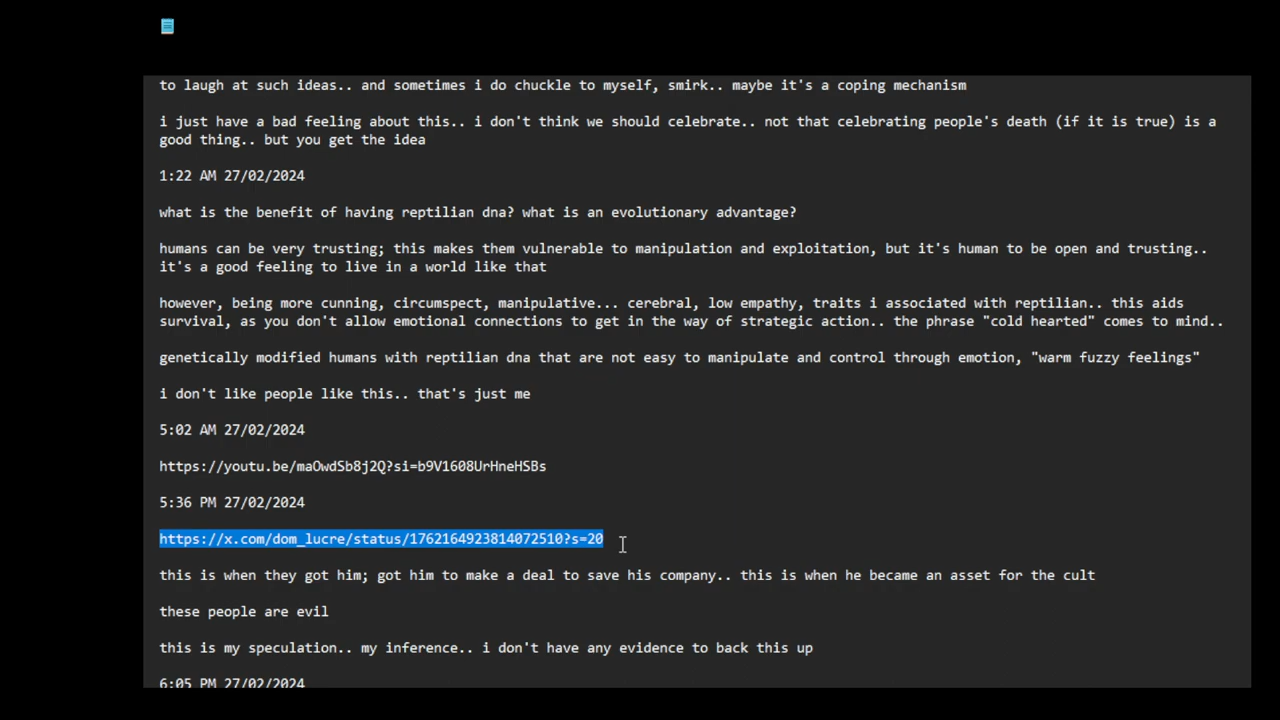 to laugh at such ideas.. and sometimes i do chuckle to myself, smirk.. maybe it's a coping mechanism
i just have a bad feeling about this.. i don't think we should celebrate.. not that celebrating people's death (if it is true) is a
good thing.. but you get the idea
1:22 AM 27/02/2024
what is the benefit of having reptilian dna? what is an evolutionary advantage?
humans can be very trusting; this makes them vulnerable to manipulation and exploitation, but it's human to be open and trusting..
it's a good feeling to live in a world like that
however, being more cunning, circumspect, manipulative... cerebral, low empathy, traits i associated with reptilian.. this aids
survival, as you don't allow emotional connections to get in the way of strategic action.. the phrase "cold hearted" comes to mind..
genetically modified humans with reptilian dna that are not easy to manipulate and control through emotion, "warm fuzzy feelings"
i don't like people like this.. that's just me
5:02 AM 27/02/2024
https://youtu.be/maOwdSb8j2Q?si=b9V1608UrHneHSBs
5:36 PM 27/02/2024
https://x.com/dom_lucre/status/1762164923814072510?s=20
this is when they got him; got him to make a deal to save his company.. this is when he became an asset for the cult
these people are evil
this is my speculation.. my inference.. i don't have any evidence to back this up
6:05 PM 27/02/2024